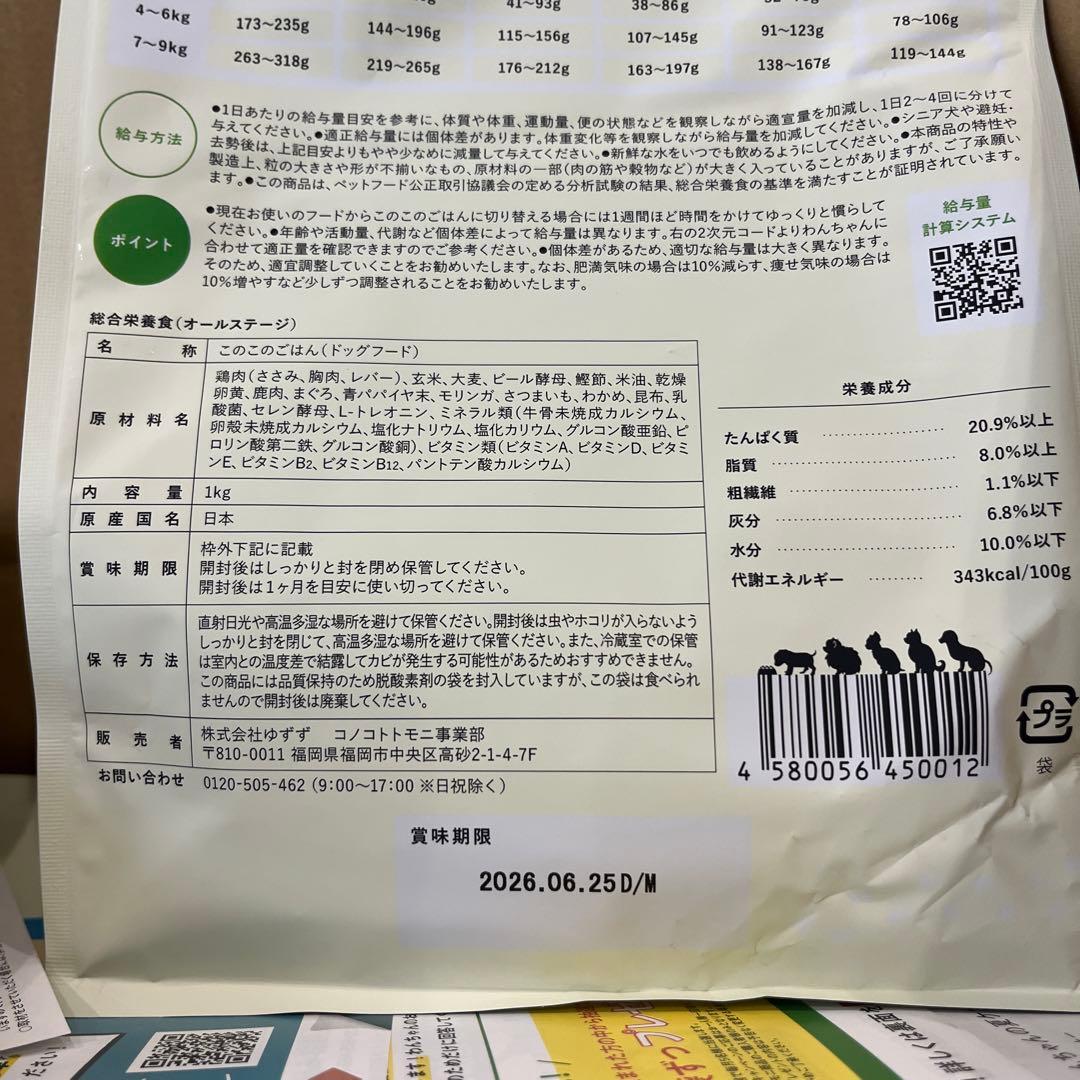 41～93g 38～86g
4～6kg 173～235g 144～196g 115～156g 107～145g 91～123g 78～106g
7～9kg 263～318g 219～265g 176～212g 163～197g 138～167g 119～144g
給与方法
●1日あたりの給与量目安を参考に、体質や体重、運動量、便の状態などを観察しながら適宜量を加減し、1日2～4回に分けて
与えてください。●適正給与量には個体差があります。体重変化等を観察しながら給与量を加減してください。●シニア犬や避妊・
去勢後は、上記目安よりもやや少なめに減量して与えてください。●新鮮な水をいつでも飲めるようにしてください。●本商品の特性や
製造上、粒の大きさや形が不揃いなもの、原材料の一部(肉の筋や穀物など)が大きく入っていることがありますが、ご了承願い
ます。●この商品は、ペットフード公正取引協議会の定める分析試験の結果、総合栄養食の基準を満たすことが証明されています。
ポイント
●現在お使いのフードからこのこのごはんに切り替える場合には1週間ほど時間をかけてゆっくりと慣らして
ください。●年齢や活動量、代謝など個体差によって給与量は異なります。右の2次元コードよりわんちゃんに
合わせて適正量を確認できますのでご参考ください。●個体差があるため、適切な給与量は大きく異なります。
そのため、適宜調整していくことをお勧めいたします。なお、肥満気味の場合は10%減らす、痩せ気味の場合は
10%増やすなど少しずつ調整されることをお勧めいたします。
給与量
計算システム
総合栄養食(オールステージ)
名称 このこのごはん(ドッグフード)
原材料名
鶏肉(ささみ、胸肉、レバー)、玄米、大麦、ビール酵母、鰹節、米油、乾燥
卵黄、鹿肉、まぐろ、青パパイヤ末、モリンガ、さつまいも、わかめ、昆布、乳
酸菌、セレン酵母、L-トレオニン、ミネラル類(牛骨未焼成カルシウム、
卵殻未焼成カルシウム、塩化ナトリウム、塩化カリウム、グルコン酸亜鉛、ピ
ロリン酸第二鉄、グルコン酸銅)、ビタミン類(ビタミンA、ビタミンD、ビタミ
ンE、ビタミンB2、ビタミンB12、パントテン酸カルシウム)
内容量 1kg
原産国名 日本
賞味期限
枠外下記に記載
開封後はしっかりと封を閉め保管してください。
開封後は1ヶ月を目安に使い切ってください。
保存方法
直射日光や高温多湿な場所を避けて保管ください。開封後は虫やホコリが入らないよう
しっかりと封を閉じて、高温多湿な場所を避けて保管ください。また、冷蔵室での保管
は室内との温度差で結露してカビが発生する可能性があるためおすすめできません。
この商品には品質保持のため脱酸素剤の袋を封入していますが、この袋は食べられ
ませんので開封後は廃棄してください。
販売者
株式会社ゆずず コノコトトモニ事業部
〒810-0011 福岡県福岡市中央区高砂2-1-4-7F
お問い合わせ 0120-505-462 (9:00～17:00 ※日祝除く)
栄養成分
たんぱく質 ………… 20.9%以上
脂質 ………… 8.0%以上
粗繊維 ………… 1.1%以下
灰分 ………… 6.8%以下
水分 ………… 10.0%以下
代謝エネルギー ……… 343kcal/100g
4 580056 450012
プラ
袋
賞味期限
2026.06.25D/M
ださい!
ます!わんちゃんのお
のためだけに回答して
詳しくは裏面を